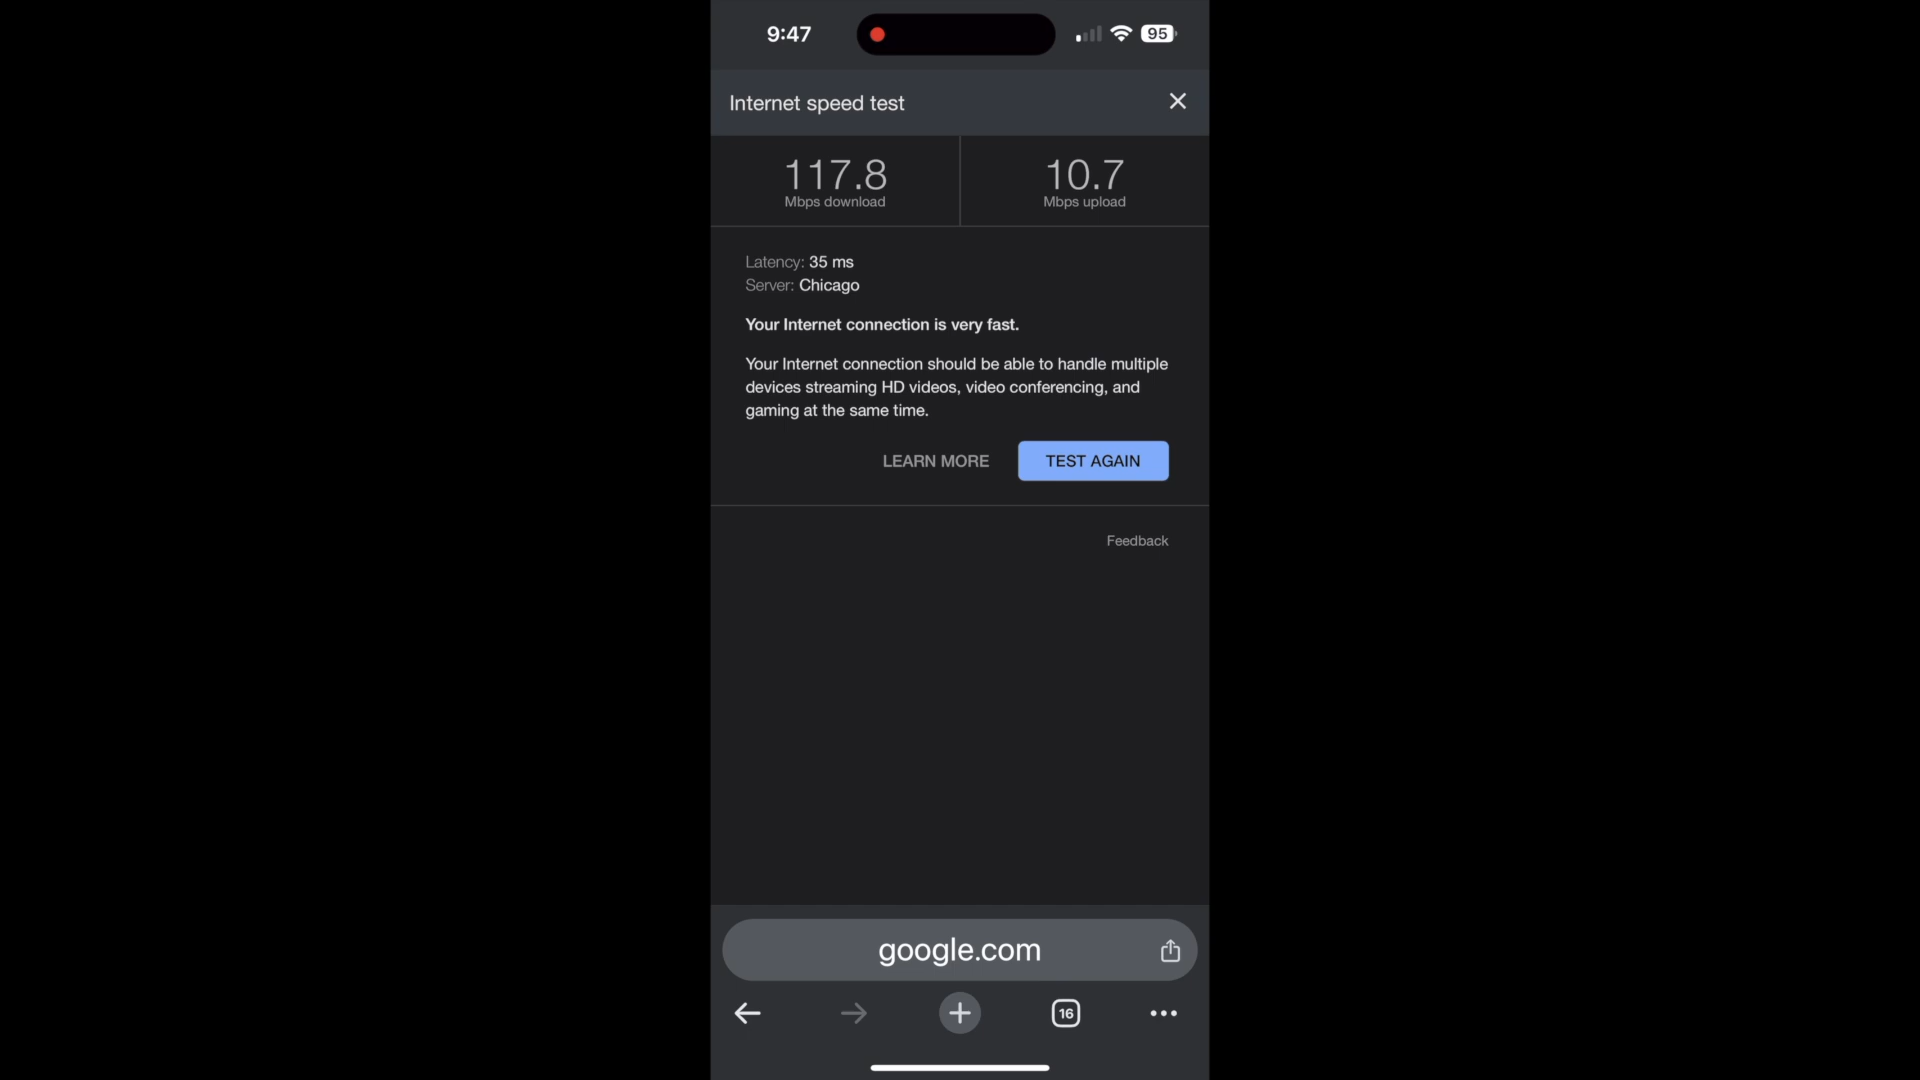 9:47
95
Internet speed test
117.8
Mbps download
10.7
Mbps upload
Latency: 35 ms
Server: Chicago
Your Internet connection is very fast.
Your Internet connection should be able to handle multiple
devices streaming HD videos, video conferencing, and
gaming at the same time.
LEARN MORE
TEST AGAIN
Feedback
google.com
16